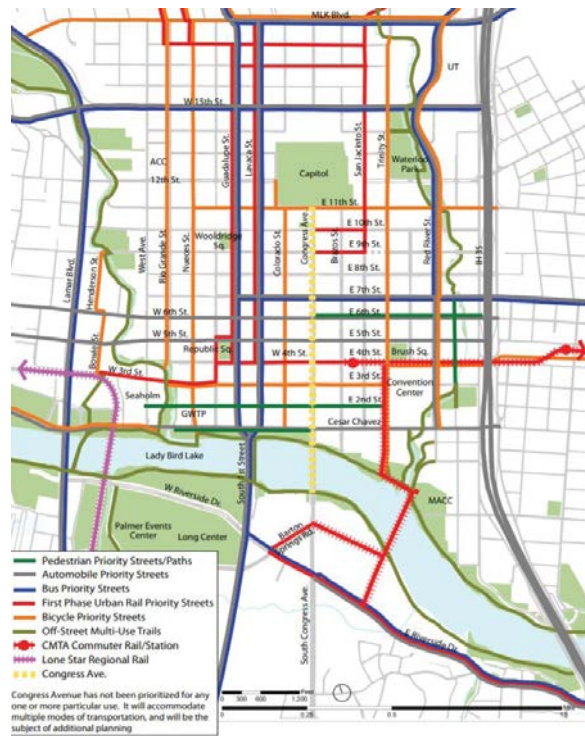 MLK Blvd.
UT
W 15th St.
Guadalupe St.
Lavaca St.
San Jacinto St.
Trinity St.
ACC
12th St.
Capitol
Waterloo
Park
E 11th St.
West Ave.
Rio Grande St.
Nueces St.
Wooldridge
Sq.
Colorado St.
Congress Ave.
Brazos St.
E 10th St.
E 9th St.
E 8th St.
Red River St.
IH 35
Lamar Blvd.
Henderson St.
E 7th St.
W 6th St.
E 6th St.
W 5th St.
E 5th St.
Republic Sq.
W 4th St.
E 4th St.
Brush Sq.
Bowie St.
W 3rd St.
E 3rd St.
Convention
Center
Seaholm
E 2nd St.
GWTP
Cesar Chavez
Lady Bird Lake
South 1st Street
W Riverside Dr.
MACC
Palmer Events
Center
Long Center
Barton
Springs Rd.
South Congress Ave.
E Riverside Dr.
Pedestrian Priority Streets/Paths
Automobile Priority Streets
Bus Priority Streets
First Phase Urban Rail Priority Streets
Bicycle Priority Streets
Off-Street Multi-Use Trails
CMTA Commuter Rail/Station
Lone Star Regional Rail
Congress Ave.
Congress Avenue has not been prioritized for any
one or more particular use. It will accommodate
multiple modes of transportation, and will be the
subject of additional planning